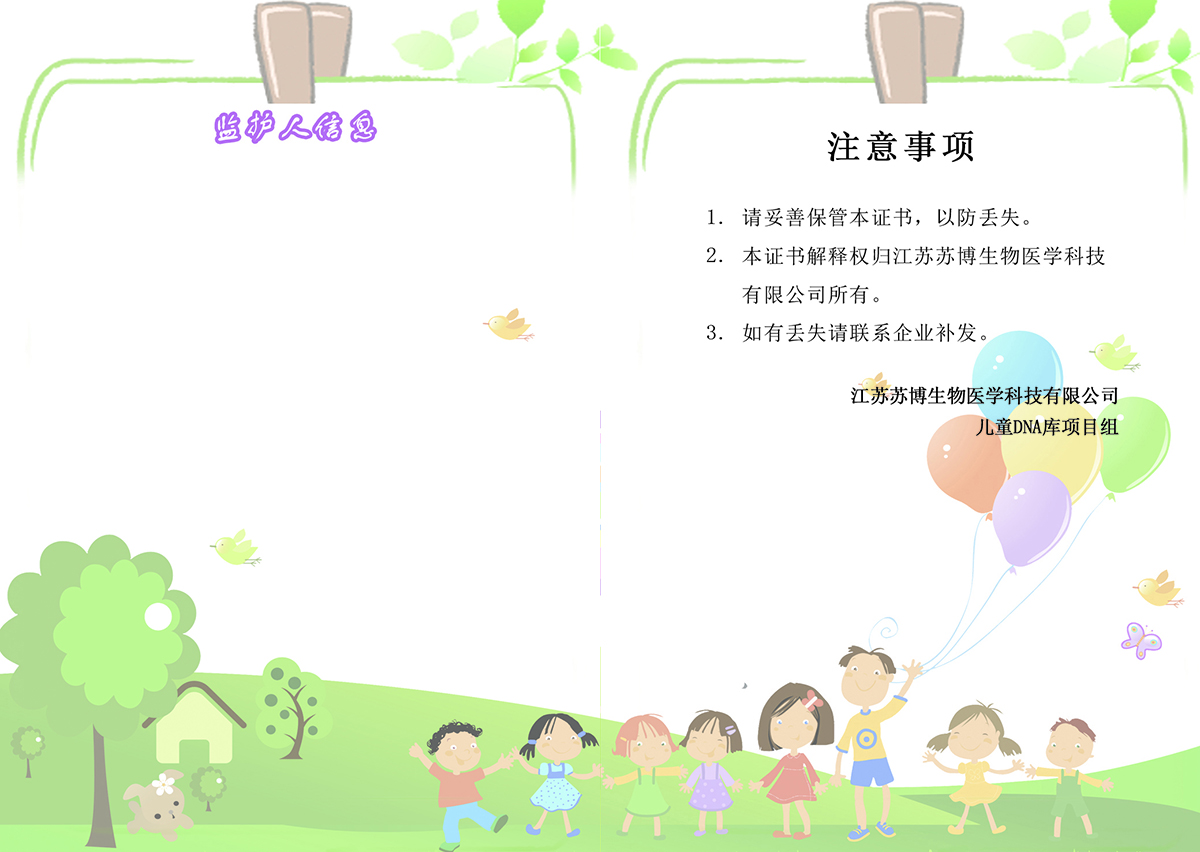 监护人信息
注意事项
1. 请妥善保管本证书，以防丢失。
2. 本证书解释权归江苏苏博生物医学科技
有限公司所有。
3. 如有丢失请联系企业补发。
江苏苏博生物医学科技有限公司
儿童DNA库项目组